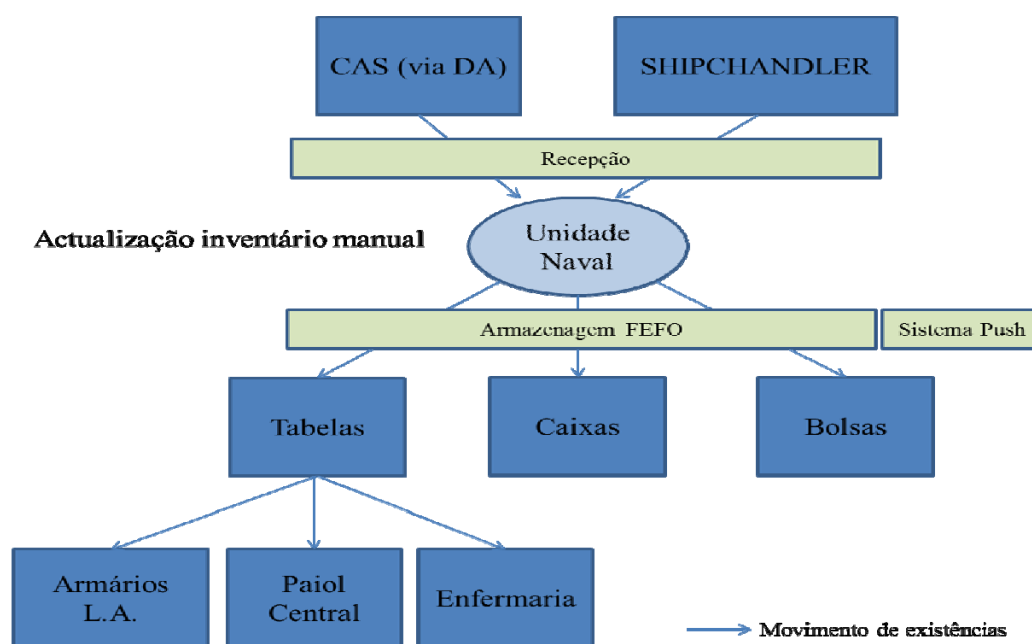 CAS (via DA)
SHIPCHANDLER
Recepção
Actualização inventário manual
Unidade
Naval
Armazenagem FEFO
Sistema Push
Tabelas
Caixas
Bolsas
Armários
L.A.
Paiol
Central
Enfermaria
Movimento de existências